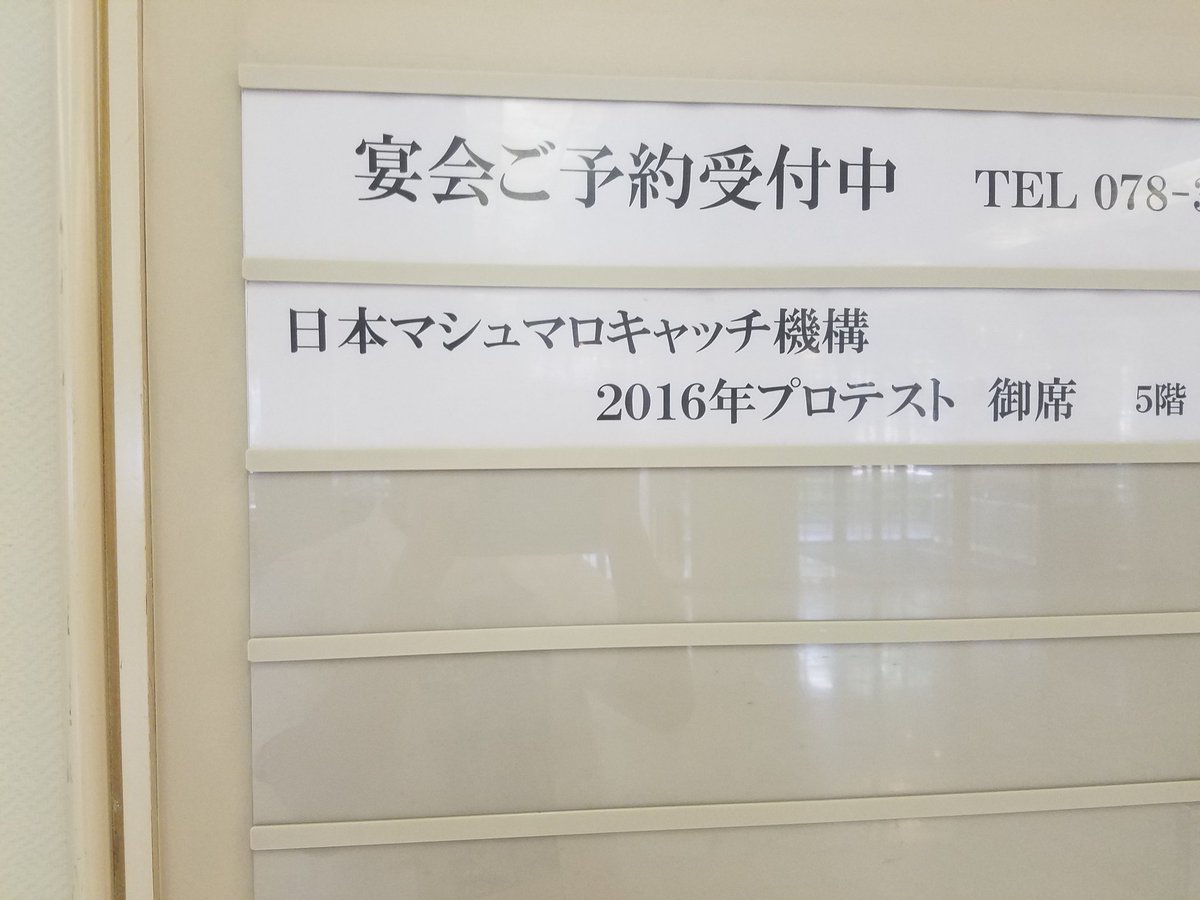 宴会ご予約受付中 TEL 078-
日本マシュマロキャッチ機構
2016年プロテスト 御席 5階